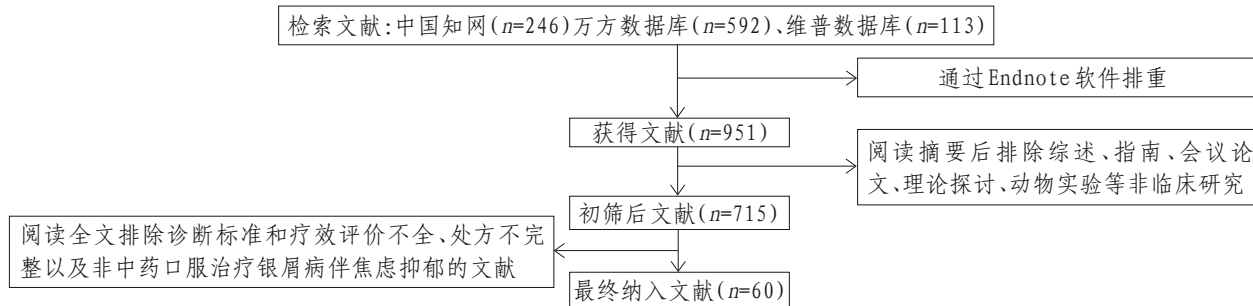 检索文献:中国知网(n=246)万方数据库(n=592)、维普数据库(n=113)
通过Endnote软件排重
获得文献(n=951)
阅读摘要后排除综述、指南、会议论
文、理论探讨、动物实验等非临床研究
初筛后文献(n=715)
阅读全文排除诊断标准和疗效评价不全、处方不完
整以及非中药口服治疗银屑病伴焦虑抑郁的文献
最终纳入文献(n=60)